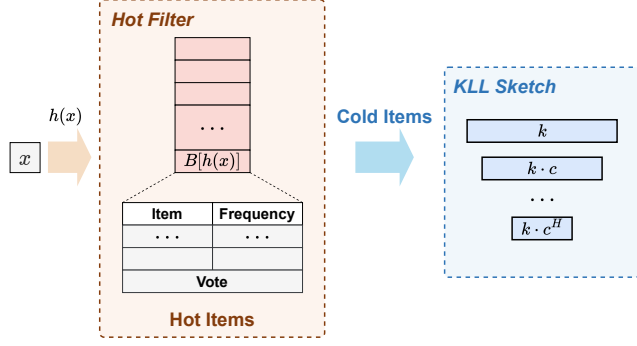 Hot Filter
h(x)
x
...
B[h(x)]
Item Frequency
... ...
Vote
Hot Items
Cold Items
KLL Sketch
k
k · c
...
k · c^H